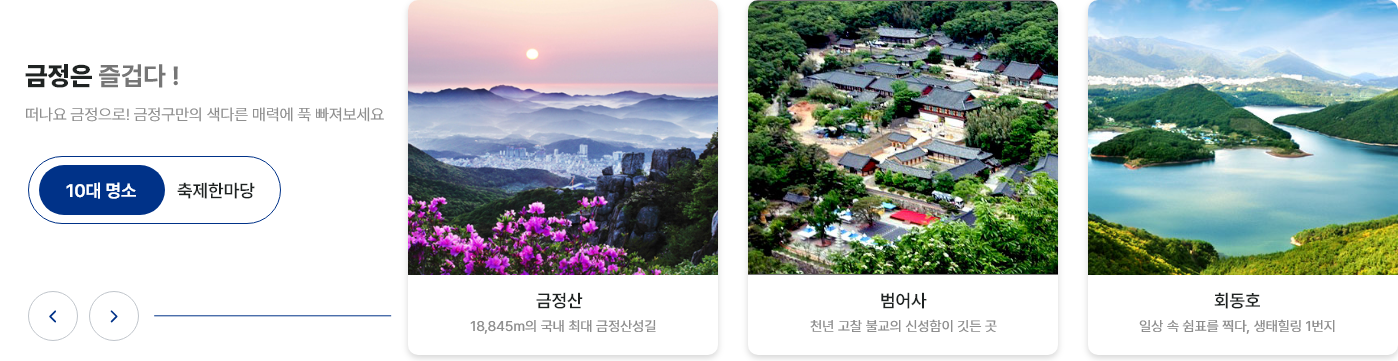 금정은 즐겁다 !
떠나요 금정으로! 금정구만의 색다른 매력에 푹 빠져보세요
10대 명소
축제한마당
금정산
18,845m의 국내 최대 금정산성길
범어사
천년 고찰 불교의 신성함이 깃든 곳
회동호
일상 속 쉼표를 찍다, 생태힐링 1번지